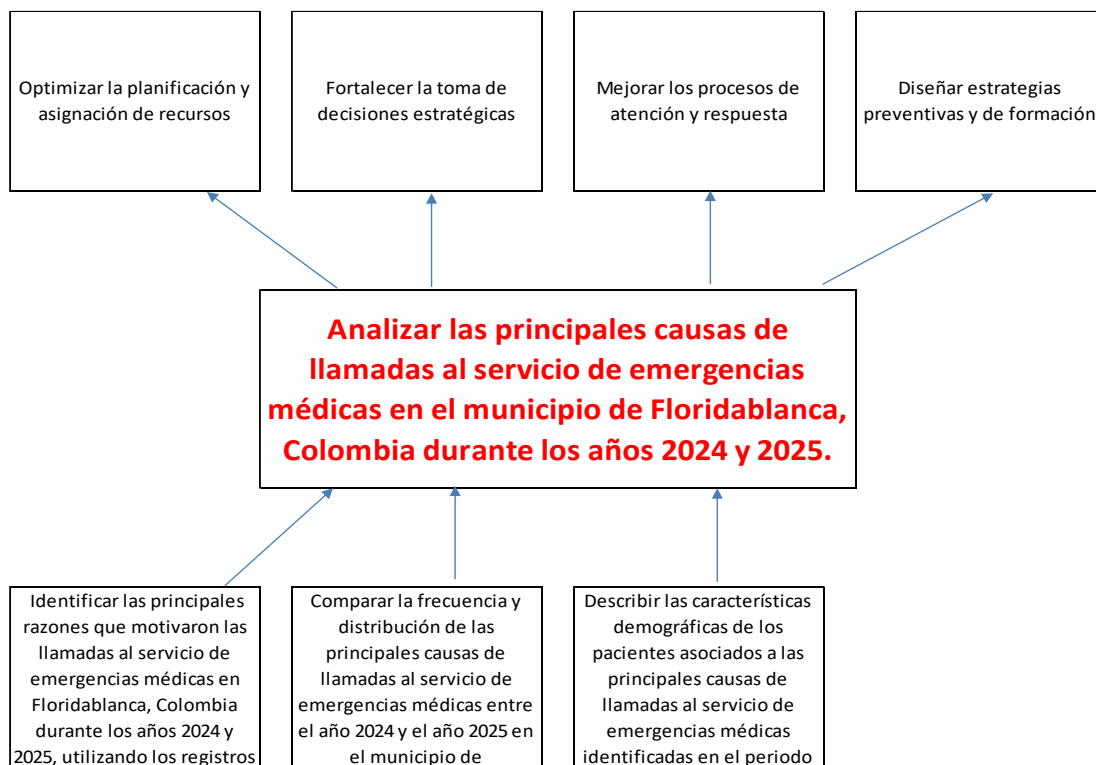 Optimizar la planificación y
asignación de recursos
Fortalecer la toma de
decisiones estratégicas
Mejorar los procesos de
atención y respuesta
Diseñar estrategias
preventivas y de formación
Analizar las principales causas de
llamadas al servicio de emergencias
médicas en el municipio de Floridablanca,
Colombia durante los años 2024 y 2025.
Identificar las principales
razones que motivaron las
llamadas al servicio de
emergencias médicas en
Floridablanca, Colombia
durante los años 2024 y
2025, utilizando los registros
Comparar la frecuencia y
distribución de las
principales causas de
llamadas al servicio de
emergencias médicas entre
el año 2024 y el año 2025 en
el municipio de
Describir las características
demográficas de los
pacientes asociados a las
principales causas de
llamadas al servicio de
emergencias médicas
identificadas en el periodo